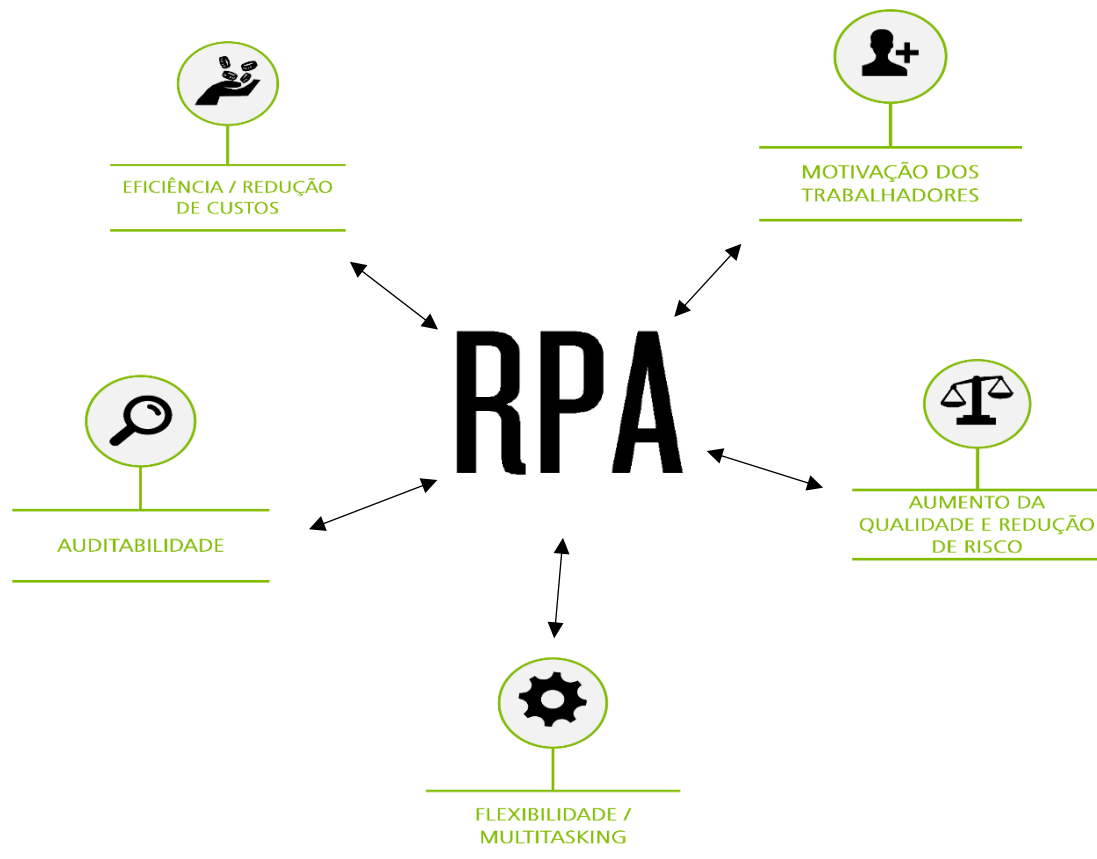 EFICIÊNCIA / REDUÇÃO
DE CUSTOS
MOTIVAÇÃO DOS
TRABALHADORES
RPA
AUDITABILIDADE
AUMENTO DA
QUALIDADE E REDUÇÃO
DE RISCO
FLEXIBILIDADE /
MULTITASKING